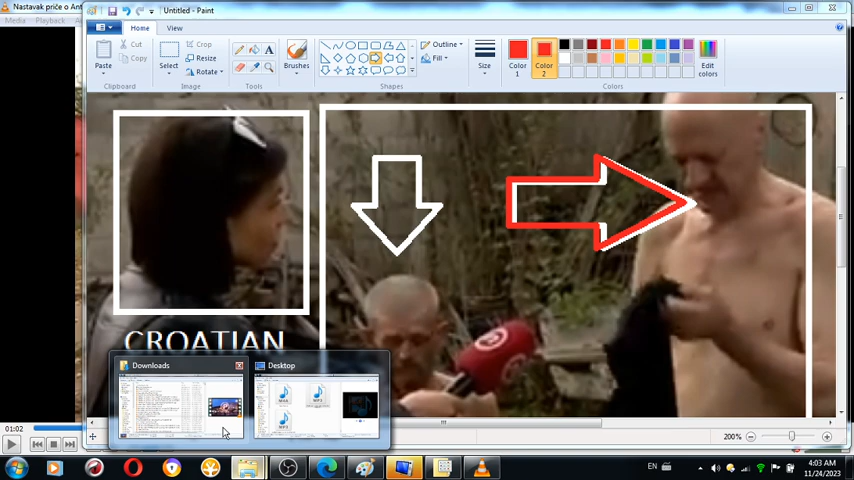 Nastavak priče o Ant
Untitled - Paint
Media Playback
Home View
Paste
Cut
Copy
Clipboard
Select
Crop
Resize
Rotate
Image
Tools
Brushes
Outline
Fill
Shapes
Size
Color 1
Color 2
Colors
Edit colors
CROATIAN
Downloads
Desktop
01:02
200%
EN
4:03 AM
11/24/2023